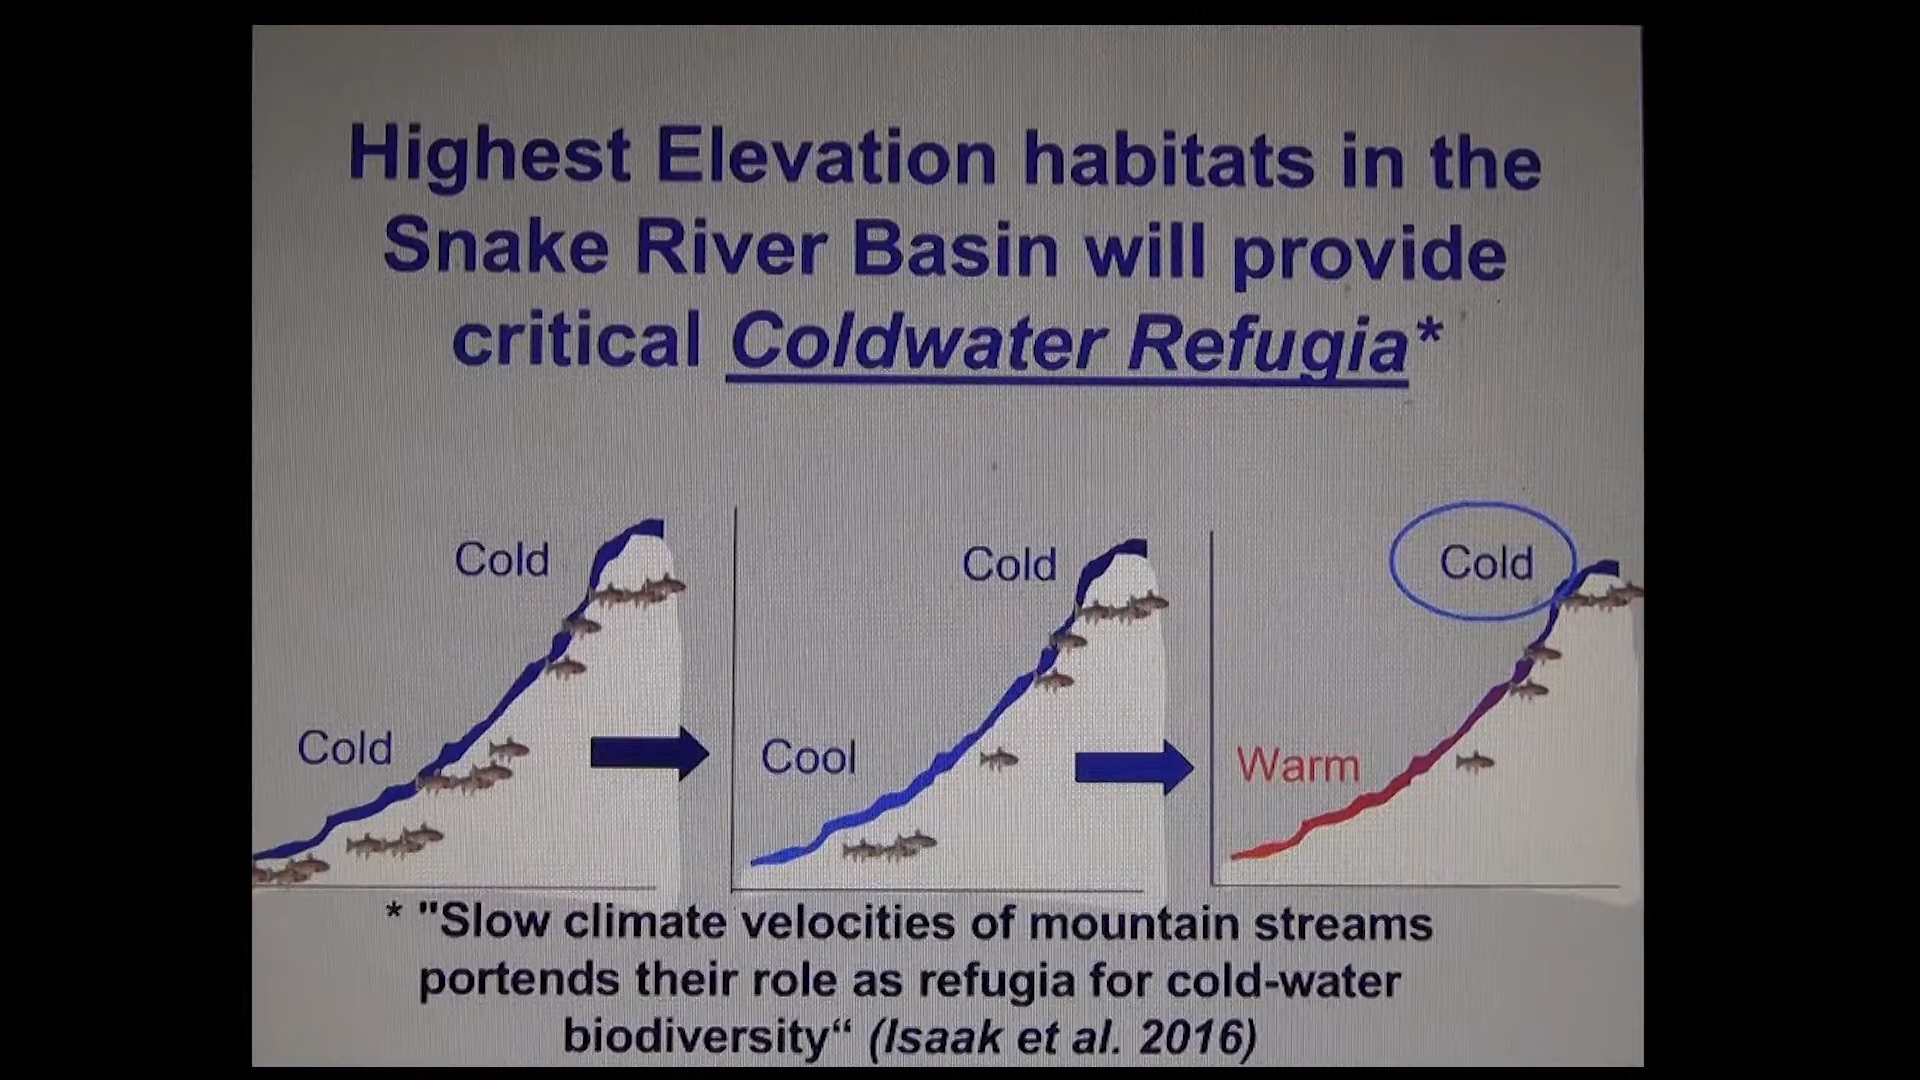 Highest Elevation habitats in the
Snake River Basin will provide
critical Coldwater Refugia*
Cold
Cold
Cold
Cool
Cold
Warm
* "Slow climate velocities of mountain streams
portends their role as refugia for cold-water
biodiversity“ (Isaak et al. 2016)